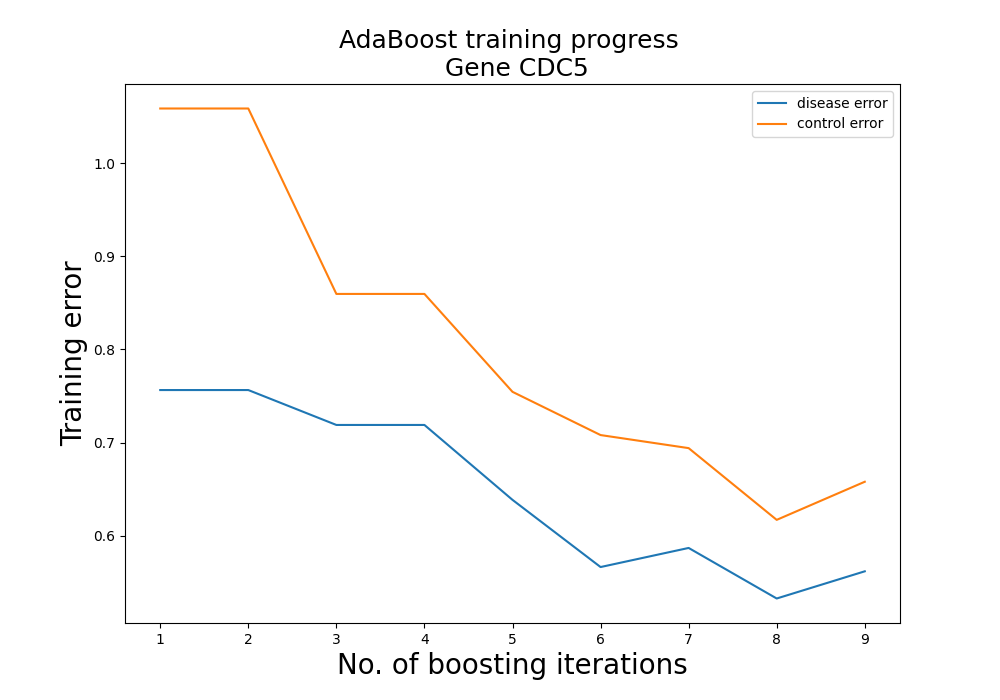 AdaBoost training progress
Gene CDC5
disease error
control error
Training error
1.0
0.9
0.8
0.7
0.6
1 2 3 4 5 6 7 8 9
No. of boosting iterations